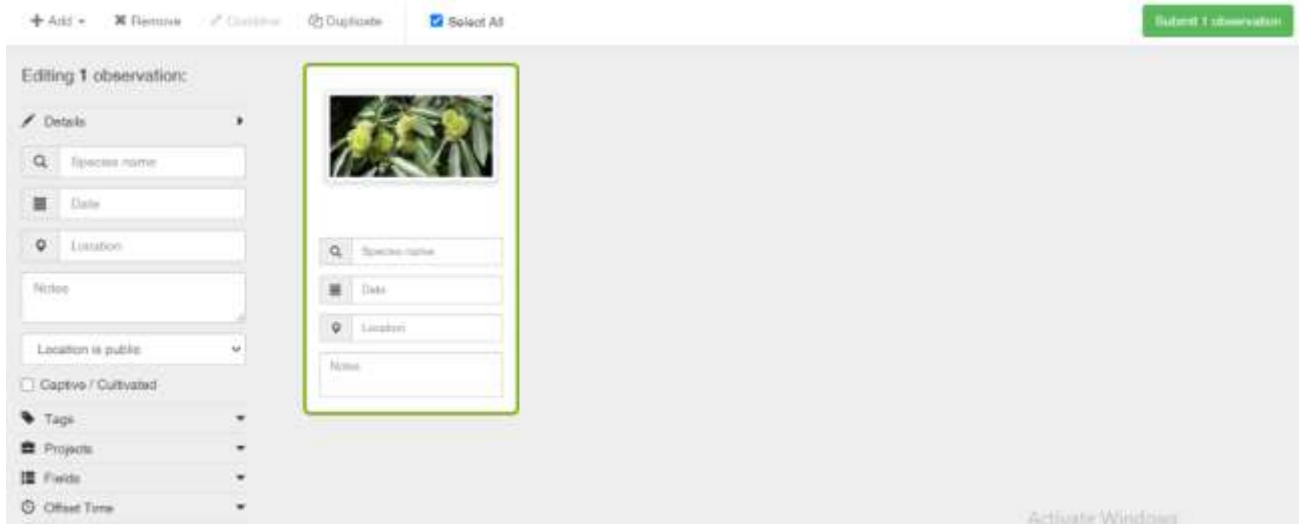 Add
Remove
Combine
Duplicate
Select All
Submit 1 observation
Editing 1 observation:
Details
Species name
Date
Location
Notes
Location is public
Captive / Cultivated
Tags
Projects
Fields
Offset Time
Species name
Date
Location
Notes
Activate Windows